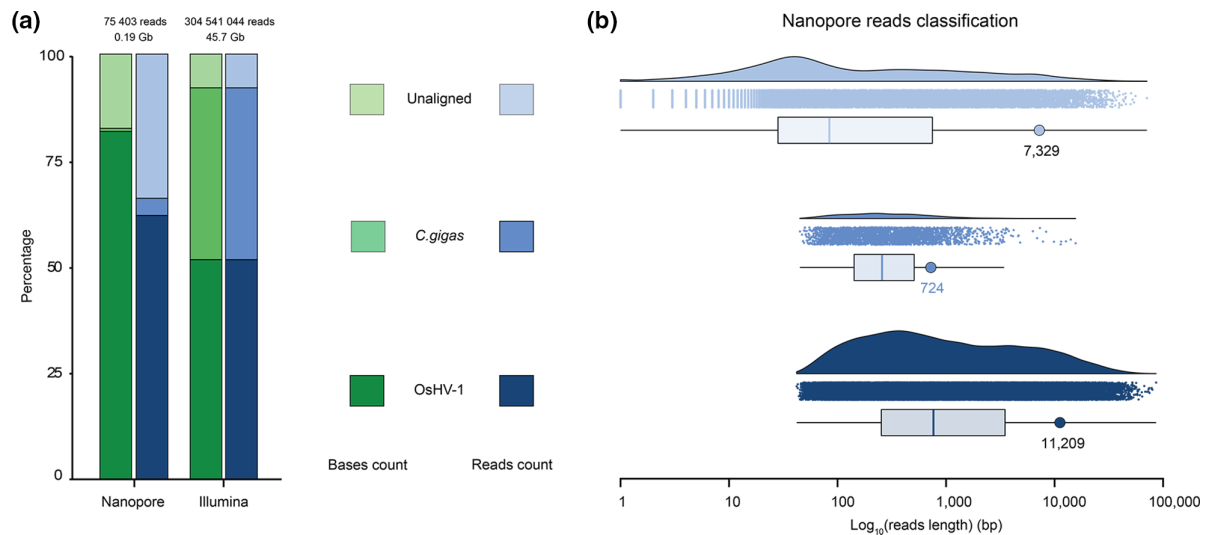 (a)
75 403 reads
0.19 Gb
304 541 044 reads
45.7 Gb
100
75
50
25
0
Percentage
Nanopore
Illumina
Unaligned
C.gigas
OsHV-1
Bases count
Reads count
(b)
Nanopore reads classification
7,329
724
11,209
1
10
100
1,000
10,000
100,000
Log₁₀(reads length) (bp)